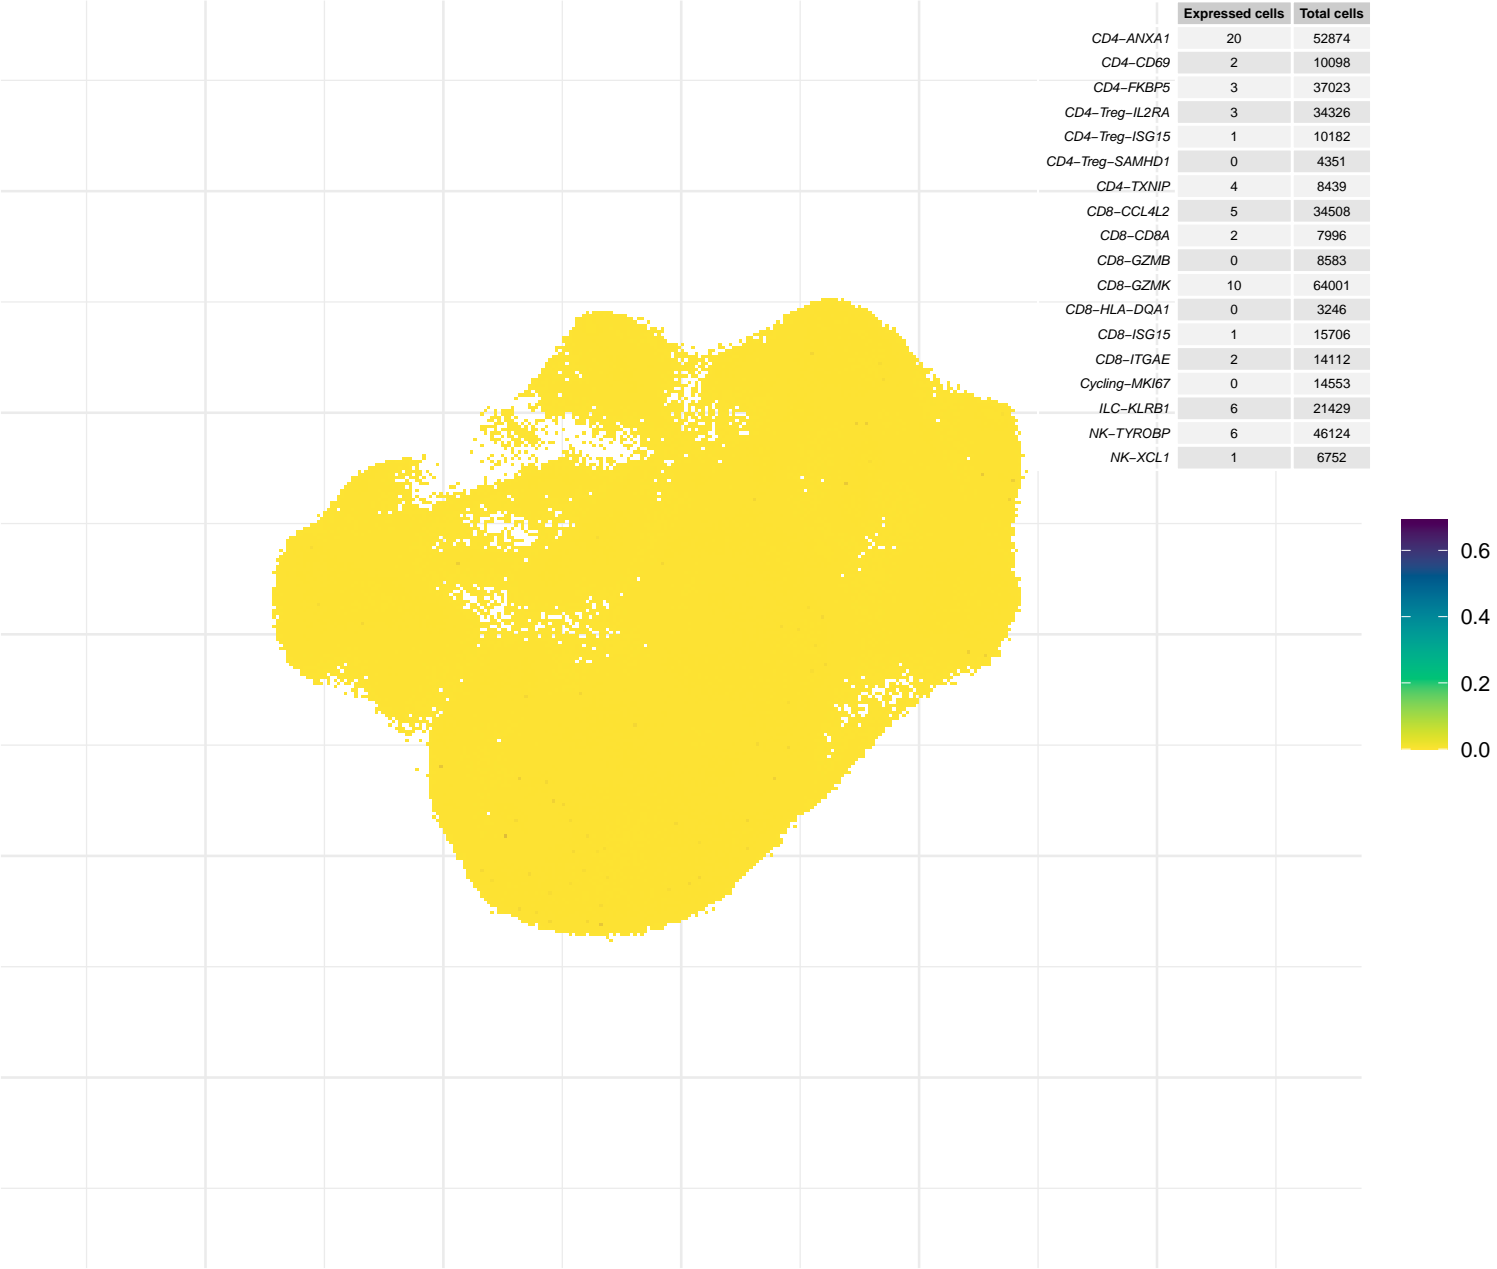 Expressed cells Total cells
CD4−ANXA1 20 52874
CD4−CD69 2 10098
CD4−FKBP5 3 37023
CD4−Treg−IL2RA 3 34326
CD4−Treg−ISG15 1 10182
CD4−Treg−SAMHD1 0 4351
CD4−TXNIP 4 8439
CD8−CCL4L2 5 34508
CD8−CD8A 2 7996
CD8−GZMB 0 8583
CD8−GZMK 10 64001
CD8−HLA−DQA1 0 3246
CD8−ISG15 1 15706
CD8−ITGAE 2 14112
Cycling−MKI67 0 14553
ILC−KLRB1 6 21429
NK−TYROBP 6 46124
NK−XCL1 1 6752
0.6
0.4
0.2
0.0